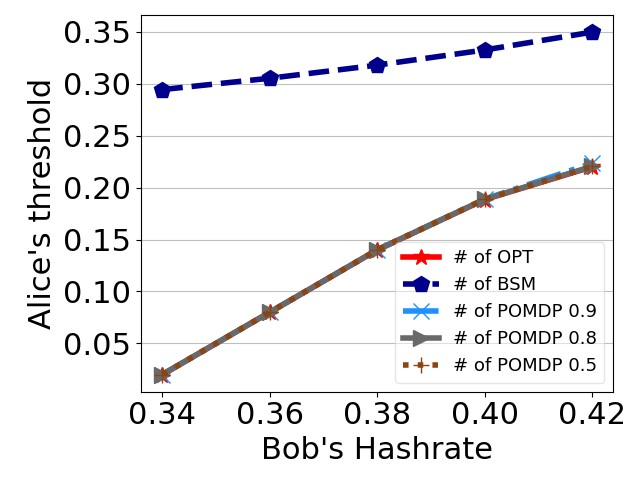 0.35
0.30
0.25
0.20
0.15
0.10
0.05
Alice's threshold
# of OPT
# of BSM
# of POMDP 0.9
# of POMDP 0.8
# of POMDP 0.5
0.34 0.36 0.38 0.40 0.42
Bob's Hashrate